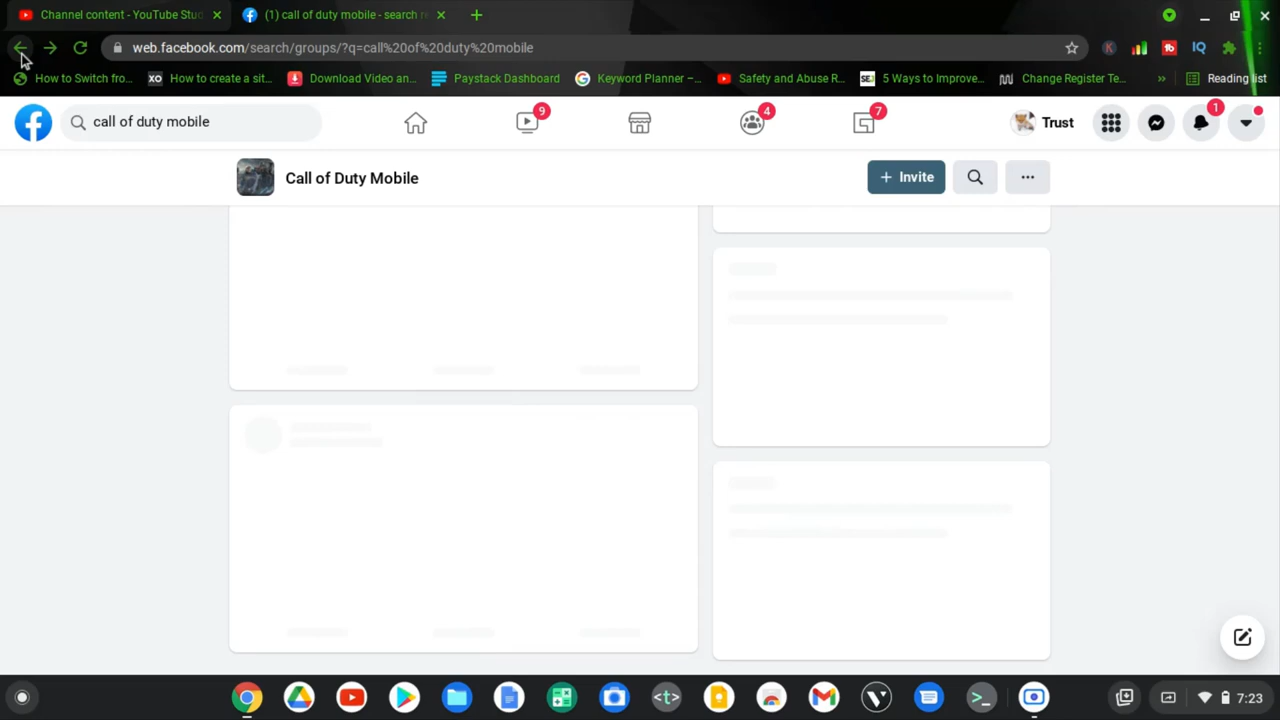 Channel content - YouTube Stud
(1) call of duty mobile - search re
web.facebook.com/search/groups/?q=call%20of%20duty%20mobile
How to Switch fro...
XO How to create a sit...
Download Video an...
Paystack Dashboard
Keyword Planner –...
Safety and Abuse R...
SEJ 5 Ways to Improve...
Change Register Te...
»
Reading list
call of duty mobile
9
4
7
Trust
1
Call of Duty Mobile
+ Invite
7:23